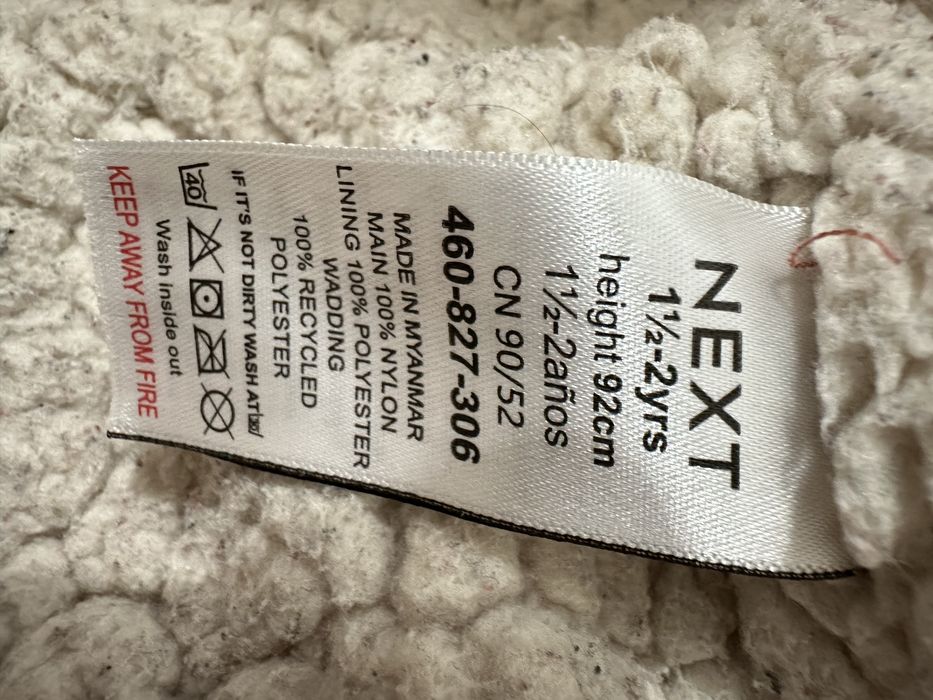 NEXT
1½-2yrs
height 92cm
1½-2años
CN 90/52
460-827-306
MADE IN MYANMAR
MAIN 100% NYLON
LINING 100% POLYESTER
WADDING
100% RECYCLED
POLYESTER
IF IT'S NOT DIRTY WASH AT 30
40
Wash inside out
KEEP AWAY FROM FIRE